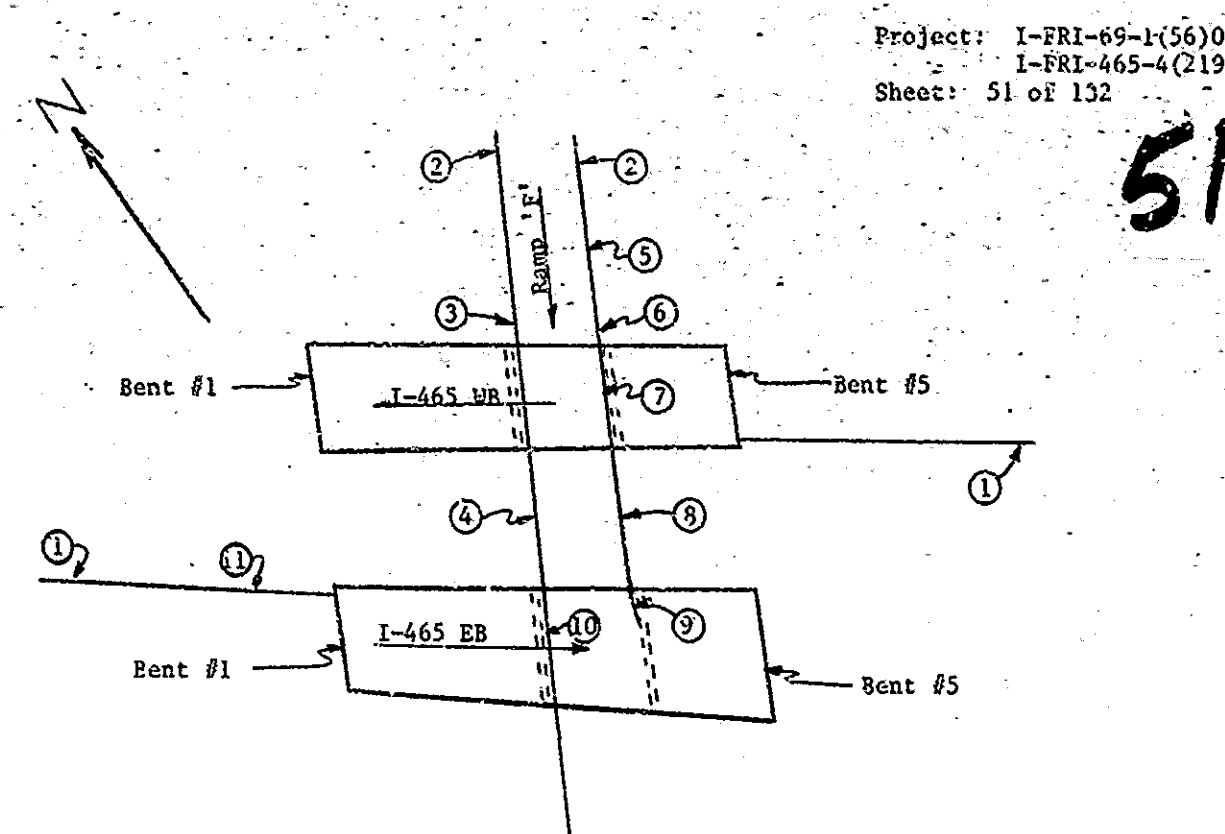 Project: I-FRI-69-1(56)0
I-FRI-465-4(219
Sheet: 51 of 132
51
N
2
2
Ramp 'F'
5
3
6
Bent #1
I-465 WB
7
Bent #5
1
4
8
1
11
I-465 EB
10
9
Bent #1
Bent #5